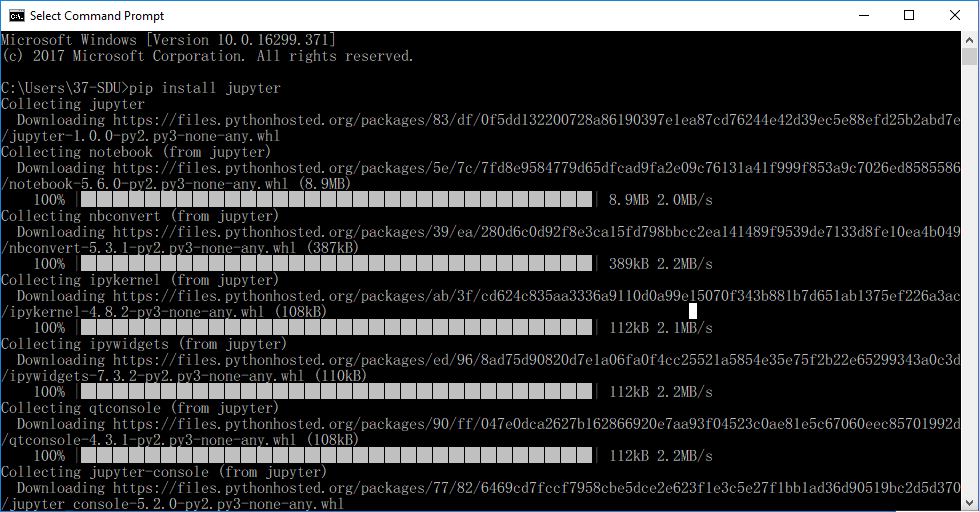 Select Command Prompt
Microsoft Windows [Version 10.0.16299.371]
(c) 2017 Microsoft Corporation. All rights reserved.
C:\Users\37-SDU>pip install jupyter
Collecting jupyter
Downloading https://files.pythonhosted.org/packages/83/df/0f5dd132200728a86190397e1ea87cd76244e42d39ec5e88efd25b2abd7e
/jupyter-1.0.0-py2.py3-none-any.whl
Collecting notebook (from jupyter)
Downloading https://files.pythonhosted.org/packages/5e/7c/7fd8e9584779d65dfcad9fa2e09c76131a41f999f853a9c7026ed8585586
/notebook-5.6.0-py2.py3-none-any.whl (8.9MB)
100% | | 8.9MB 2.0MB/s
Collecting nbconvert (from jupyter)
Downloading https://files.pythonhosted.org/packages/39/ea/280d6c0d92f8e3ca15fd798bbcc2ea141489f9539de7133d8fe10ea4b049
/nbconvert-5.3.1-py2.py3-none-any.whl (387kB)
100% | | 389kB 2.2MB/s
Collecting ipykernel (from jupyter)
Downloading https://files.pythonhosted.org/packages/ab/3f/cd624c835aa3336a9110d0a99e15070f343b881b7d651ab1375ef226a3ac
/ipykernel-4.8.2-py3-none-any.whl (108kB)
100% | | 112kB 2.1MB/s
Collecting ipywidgets (from jupyter)
Downloading https://files.pythonhosted.org/packages/ed/96/8ad75d90820d7e1a06fa0f4cc25521a5854e35e75f2b22e65299343a0c3d
/ipywidgets-7.3.2-py2.py3-none-any.whl (110kB)
100% | | 112kB 2.2MB/s
Collecting qtconsole (from jupyter)
Downloading https://files.pythonhosted.org/packages/90/ff/047e0dca2627b162866920e7aa93f04523c0ae81e5c67060eec85701992d
/qtconsole-4.3.1-py2.py3-none-any.whl (108kB)
100% | | 112kB 2.2MB/s
Collecting jupyter-console (from jupyter)
Downloading https://files.pythonhosted.org/packages/77/82/6469cd7fccf7958cbe5dce2e623f1e3c5e27f1bb1ad36d90519bc2d5d370
/jupyter_console-5.2.0-py2.py3-none-any.whl